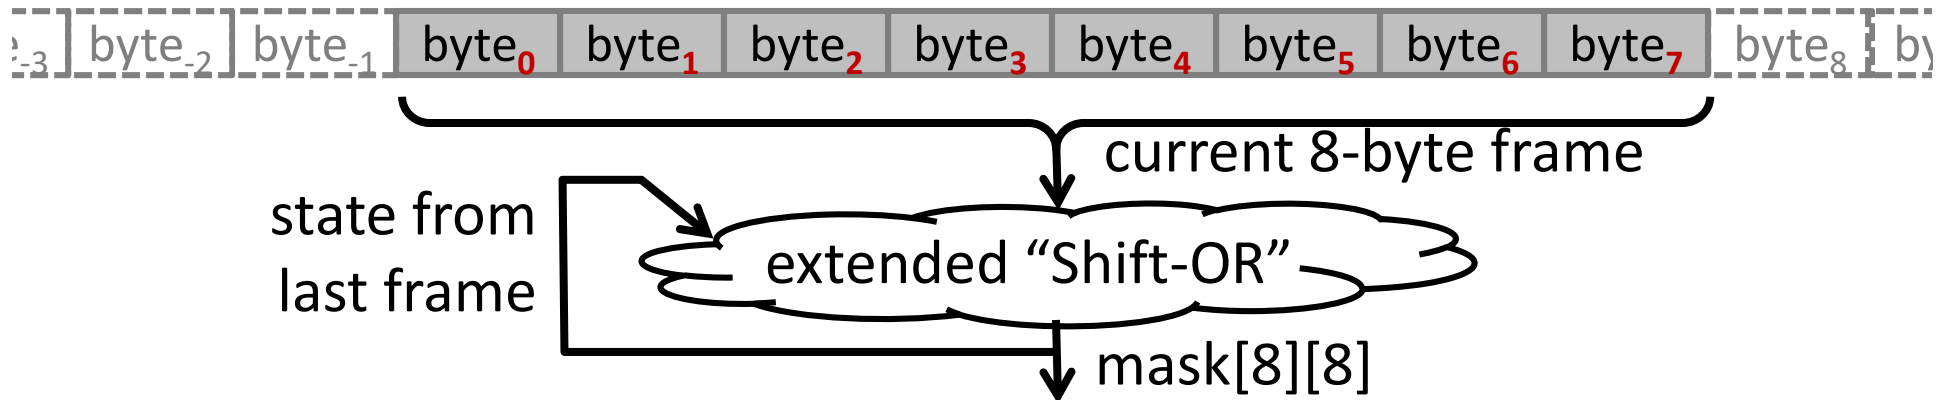 byte₋₂ byte₋₁ byte₀ byte₁ byte₂ byte₃ byte₄ byte₅ byte₆ byte₇ byte₈
current 8-byte frame
state from
last frame
extended “Shift-OR”
mask[8][8]